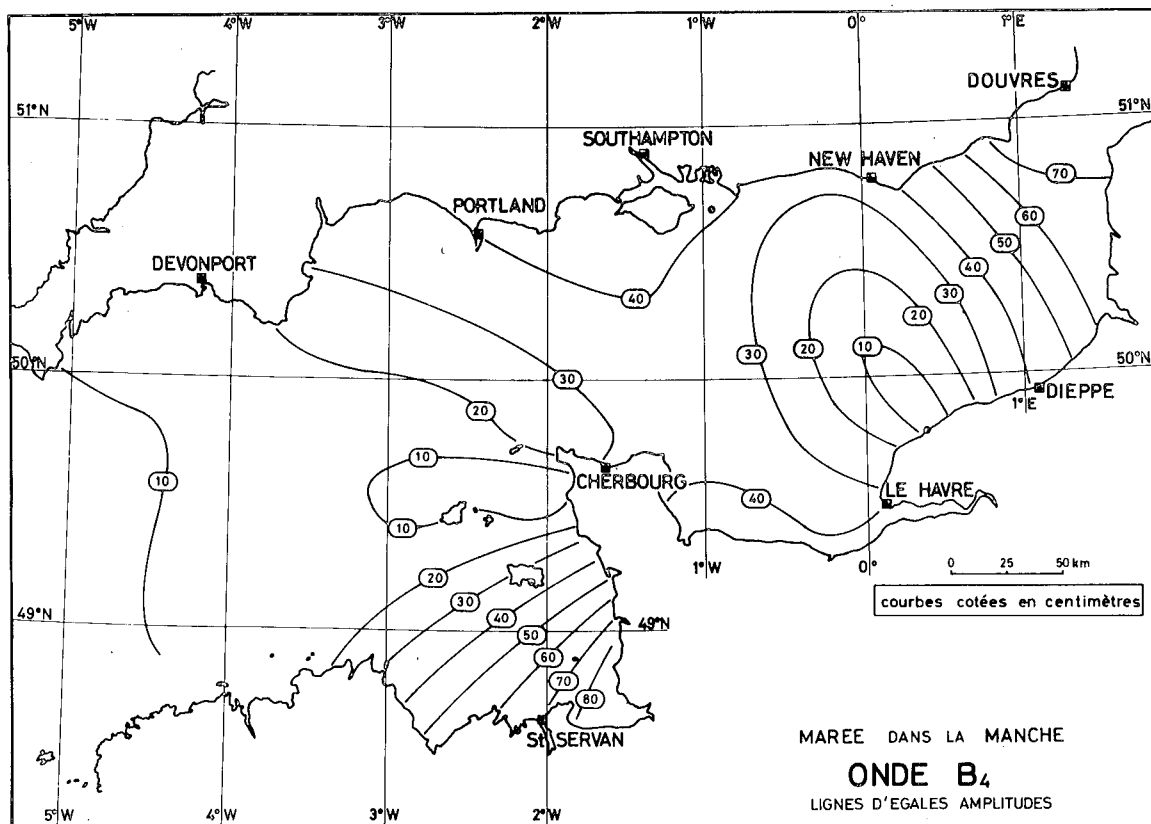 5°W 4°W 3°W 2°W 1°W 0° 1°E
DOUVRES
51°N 51°N
SOUTHAMPTON
NEW HAVEN
70
PORTLAND
60
50
DEVONPORT
40
40
30
20
50°N 30 20 10 50°N
30
DIEPPE
1°E
20
10
CHERBOURG
10
40
LE HAVRE
10
20
1°W 0° 0 25 50 km
30
40
courbes cotées en centimètres
49°N 50 49°N
60
70
80
St SERVAN
MAREE DANS LA MANCHE
ONDE B4
LIGNES D'EGALES AMPLITUDES
5°W 4°W 3°W 2°W